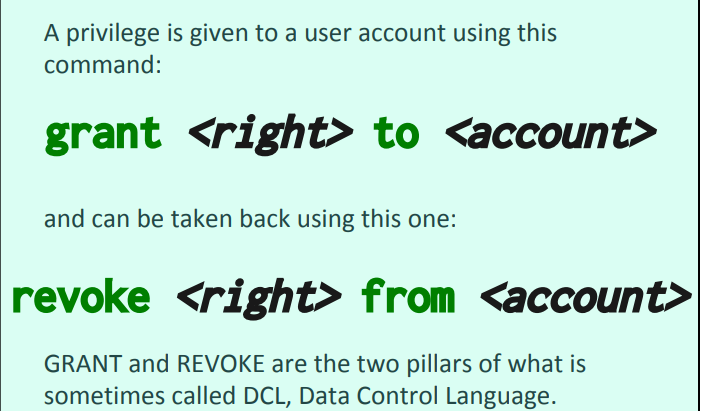 A privilege is given to a user account using this
command:
grant <right> to <account>
and can be taken back using this one:
revoke <right> from <account>
GRANT and REVOKE are the two pillars of what is
sometimes called DCL, Data Control Language.